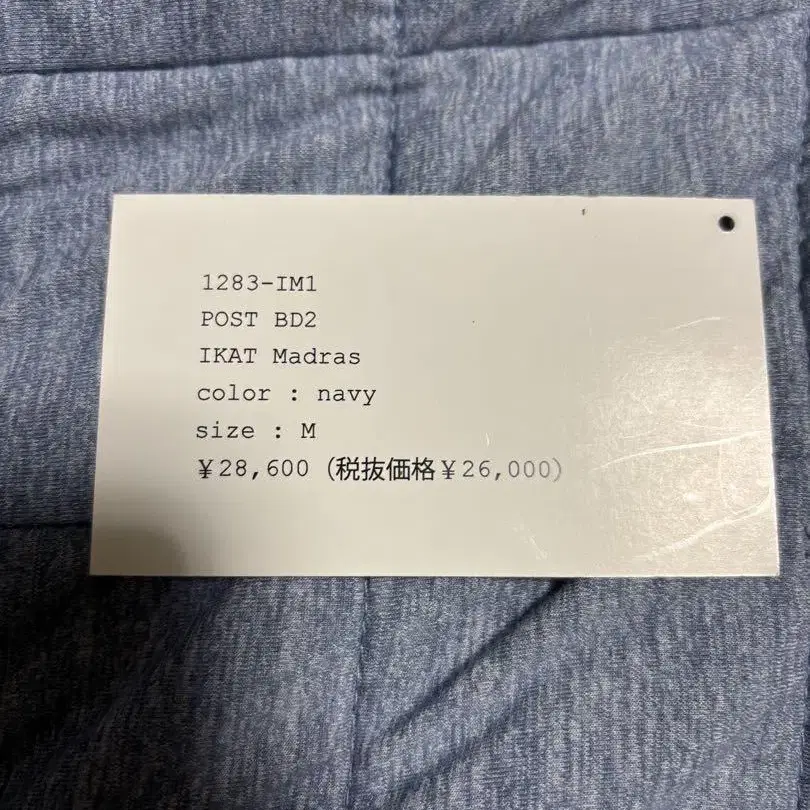 1283-IM1
POST BD2
IKAT Madras
color : navy
size : M
￥28,600 (税抜価格￥26,000)